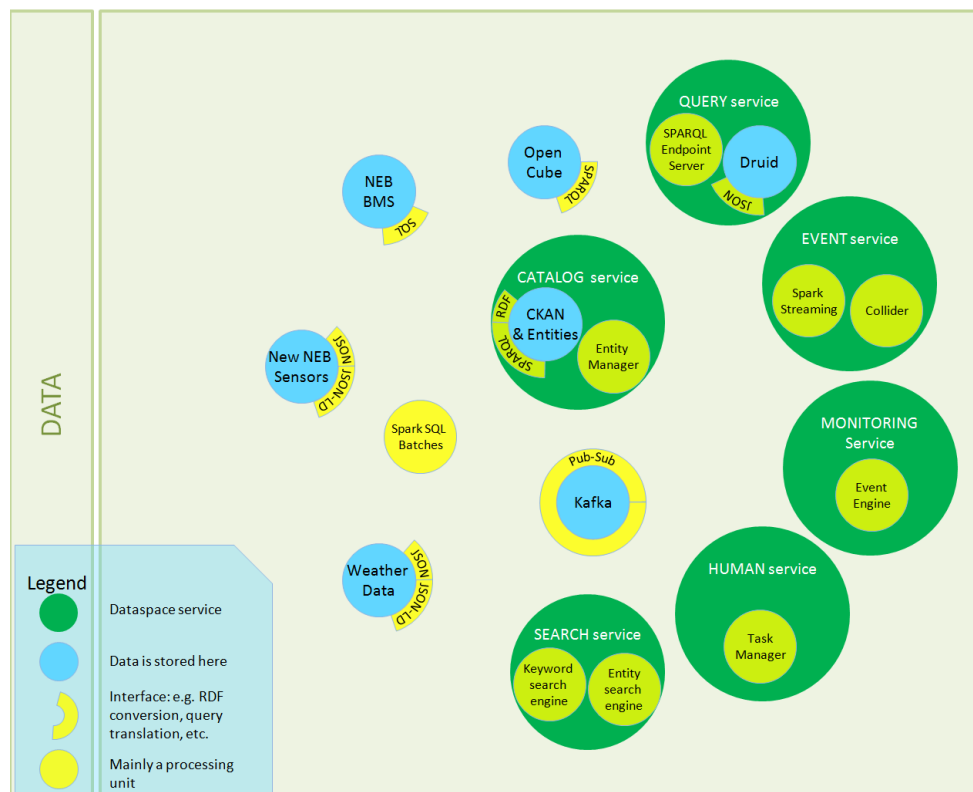 QUERY service
SPARQL
Endpoint
Server
Druid
JSON
Open
Cube
SPARQL
NEB
BMS
SQL
EVENT service
Spark
Streaming
Collider
CATALOG service
RDF
CKAN
& Entities
SPARQL
Entity
Manager
New NEB
Sensors
JSON
JSON-LD
DATA
Spark SQL
Batches
MONITORING
Service
Event
Engine
Pub-Sub
Kafka
Weather
Data
JSON
JSON-LD
HUMAN service
Task
Manager
SEARCH service
Keyword
search
engine
Entity
search
engine
Legend
Dataspace service
Data is stored here
Interface: e.g. RDF
conversion, query
translation, etc.
Mainly a processing
unit